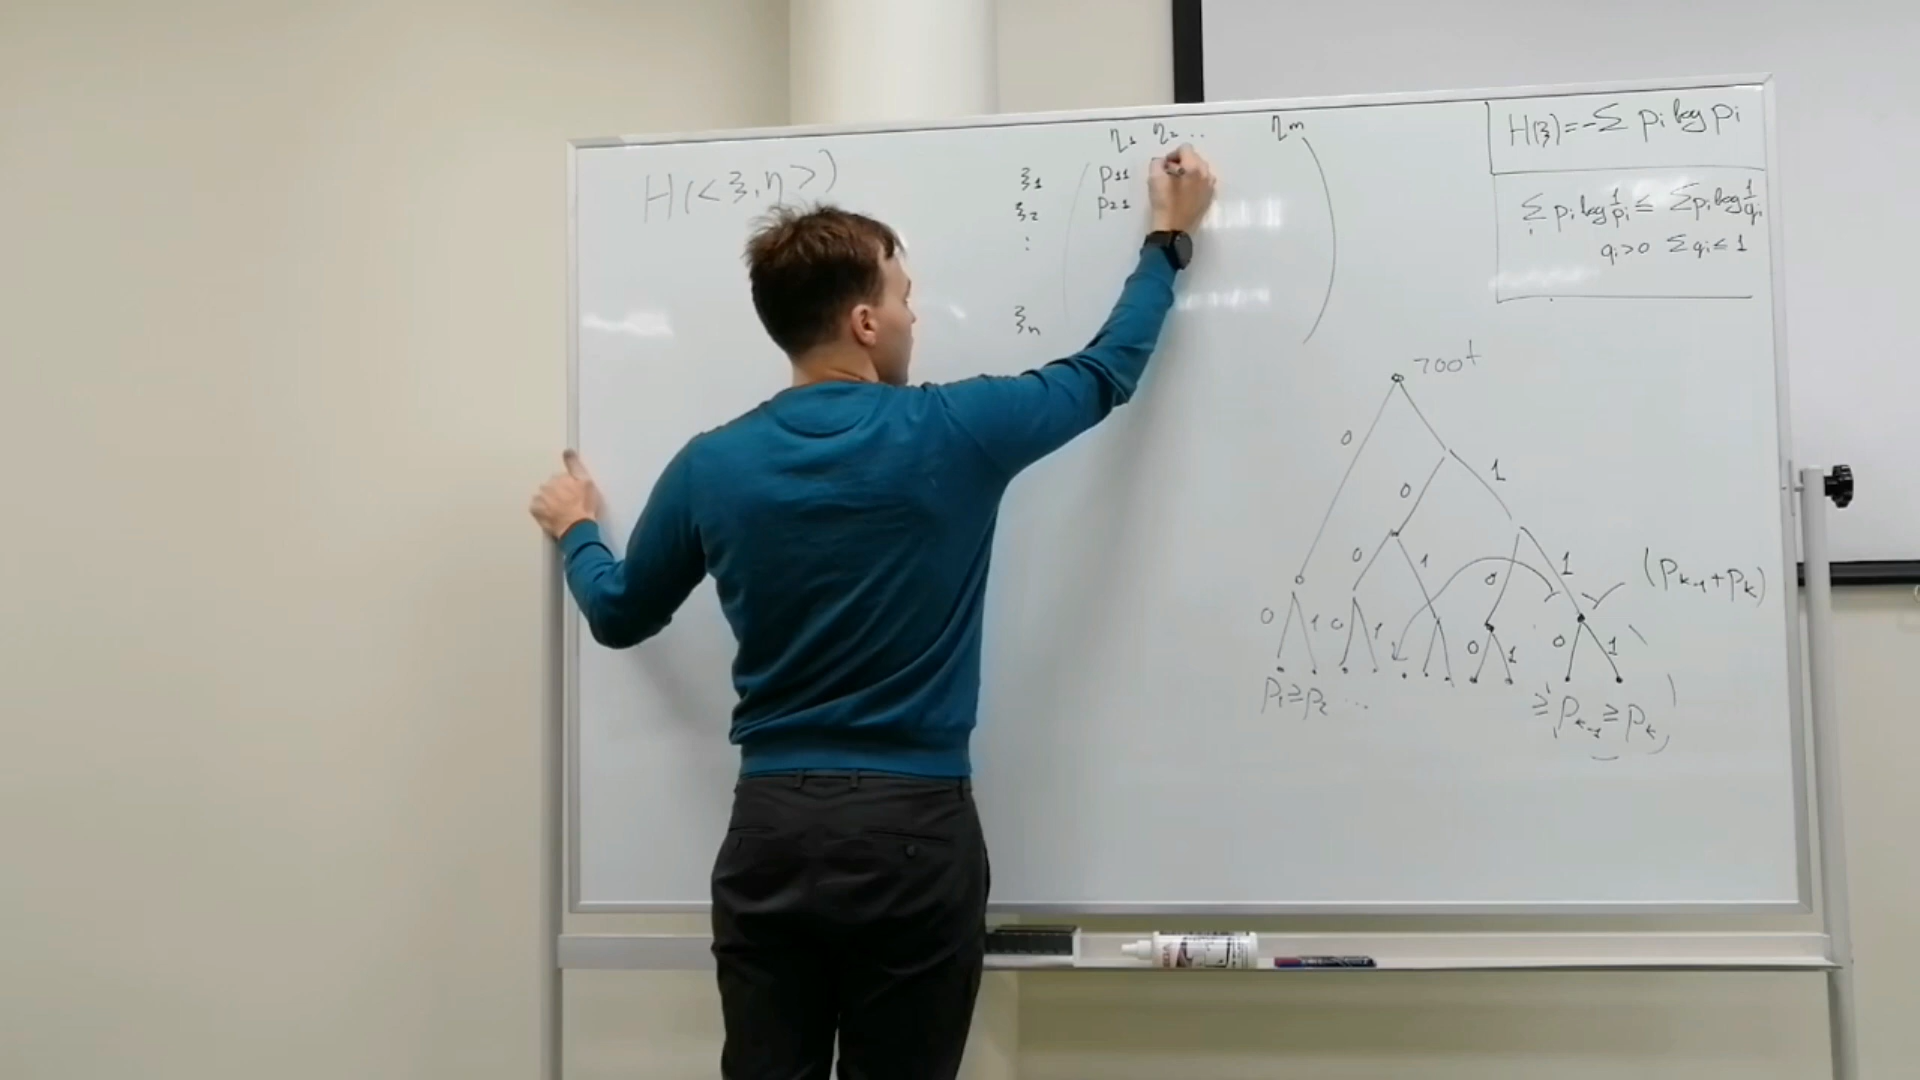 H(<ξ,η>)
η1 η2 .. ηm
ξ1 p11
ξ2 p21
:
ξn
H(ξ)=-Σ pi log pi
Σi pi log 1/pi ≤ Σ pi log 1/qi
qi>0 Σqi≤1
root
0
0 1
0 1 0 1
(pk-1+pk)
0 1 0 1 0 1 0 1
p1≥p2 ... ≥pk-1≥pk